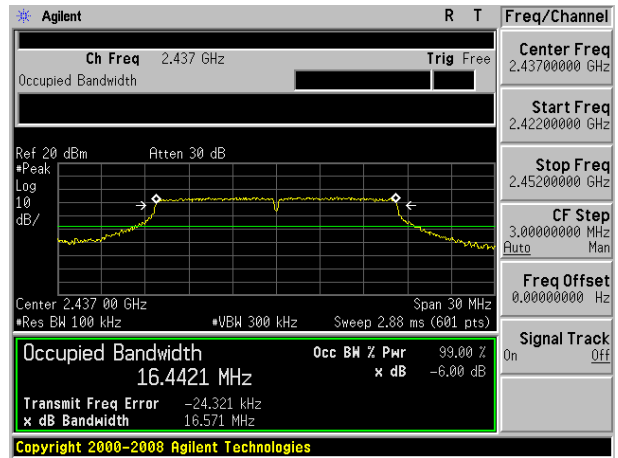 Agilent R T Freq/Channel
Ch Freq 2.437 GHz Trig Free
Occupied Bandwidth
Center Freq
2.43700000 GHz
Start Freq
2.42200000 GHz
Stop Freq
2.45200000 GHz
CF Step
3.00000000 MHz
Auto Man
Freq Offset
0.00000000 Hz
Signal Track
On Off
Ref 20 dBm Atten 30 dB
#Peak
Log
10
dB/
Center 2.437 00 GHz Span 30 MHz
#Res BW 100 kHz #VBW 300 kHz Sweep 2.88 ms (601 pts)
Occupied Bandwidth Occ BW % Pwr 99.00 %
16.4421 MHz x dB -6.00 dB
Transmit Freq Error -24.321 kHz
x dB Bandwidth 16.571 MHz
Copyright 2000-2008 Agilent Technologies